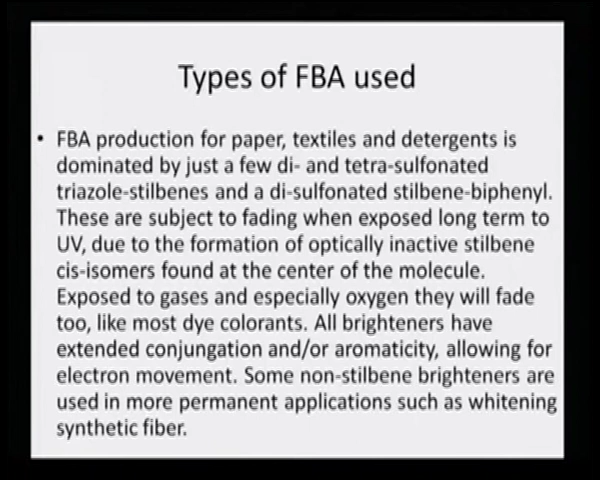 Types of FBA used
• FBA production for paper, textiles and detergents is
dominated by just a few di- and tetra-sulfonated
triazole-stilbenes and a di-sulfonated stilbene-biphenyl.
These are subject to fading when exposed long term to
UV, due to the formation of optically inactive stilbene
cis-isomers found at the center of the molecule.
Exposed to gases and especially oxygen they will fade
too, like most dye colorants. All brighteners have
extended conjungation and/or aromaticity, allowing for
electron movement. Some non-stilbene brighteners are
used in more permanent applications such as whitening
synthetic fiber.